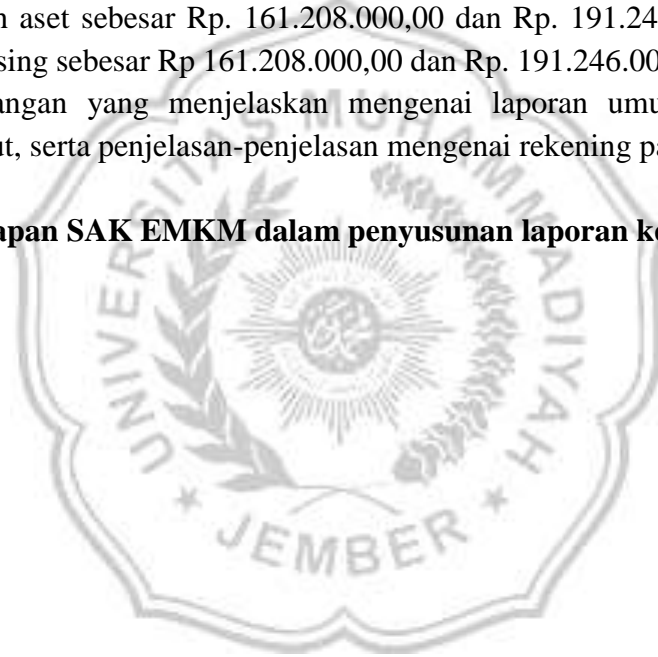 n aset sebesar Rp. 161.208.000,00 dan Rp. 191.24
sing sebesar Rp 161.208.000,00 dan Rp. 191.246.00
angan yang menjelaskan mengenai laporan umu
ut, serta penjelasan-penjelasan mengenai rekening pa
apan SAK EMKM dalam penyusunan laporan ke
UNIVERSITAS MUHAMMADIYAH
* JEMBER *